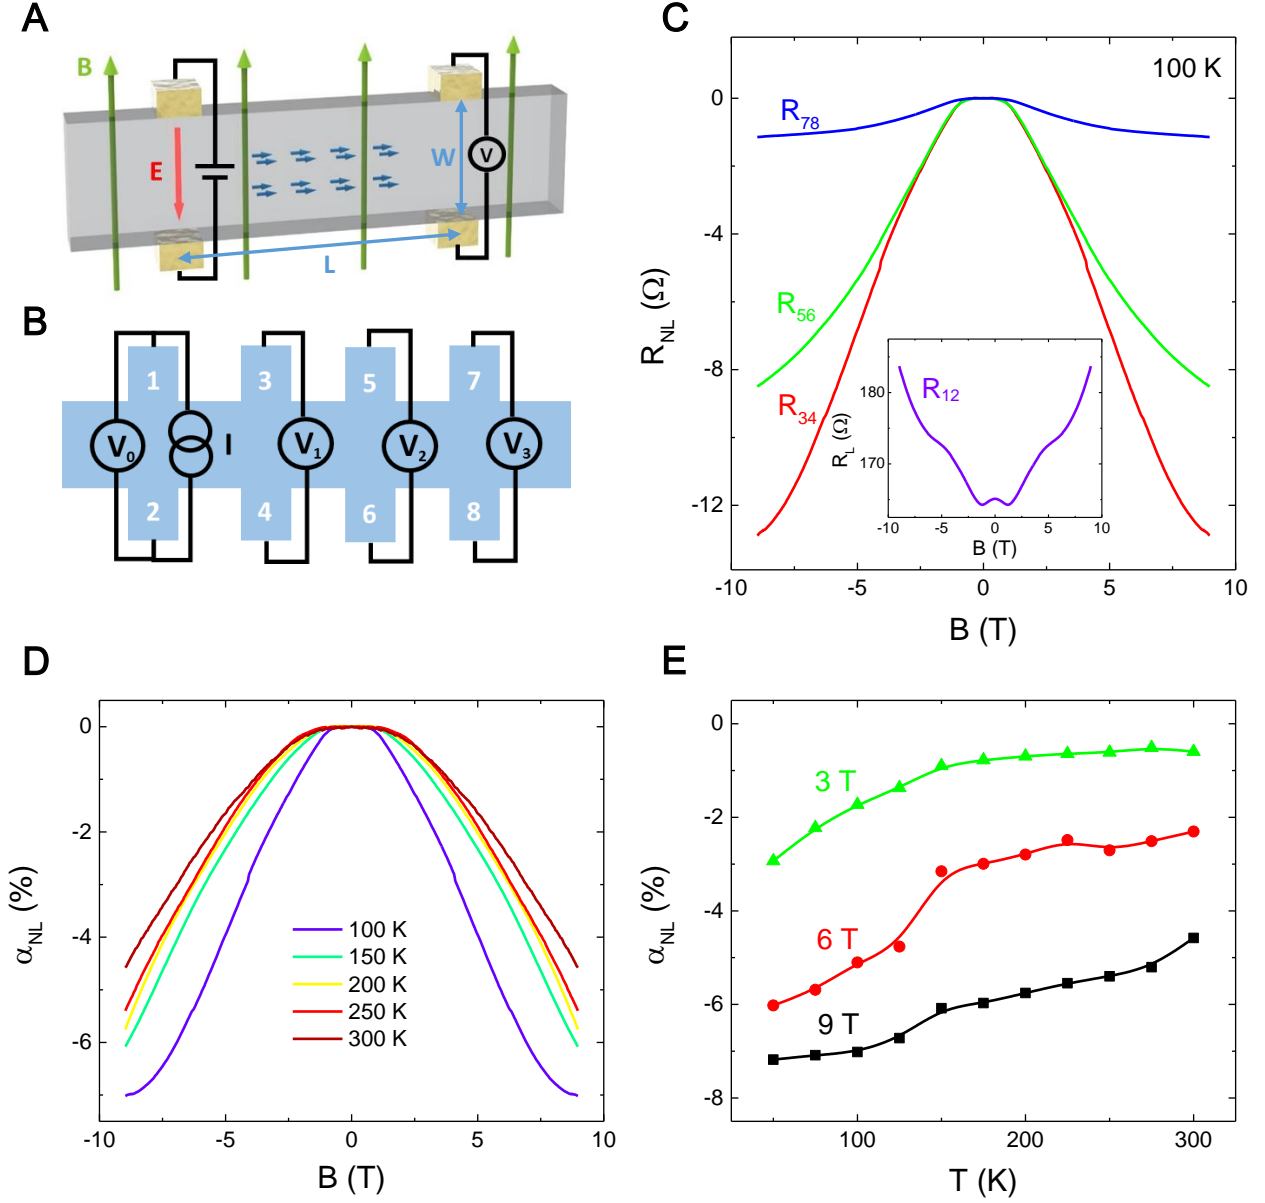 A
B
E
W
V
L
B
1
3
5
7
V0
I
V1
V2
V3
2
4
6
8
C
100 K
R78
R56
R34
0
-4
-8
-12
RNL (Ω)
-10
-5
0
5
10
B (T)
R12
180
170
RL (Ω)
-10
-5
0
5
10
B (T)
D
0
-2
-4
-6
αNL (%)
100 K
150 K
200 K
250 K
300 K
-10
-5
0
5
10
B (T)
E
0
-2
-4
-6
-8
αNL (%)
3 T
6 T
9 T
100
200
300
T (K)